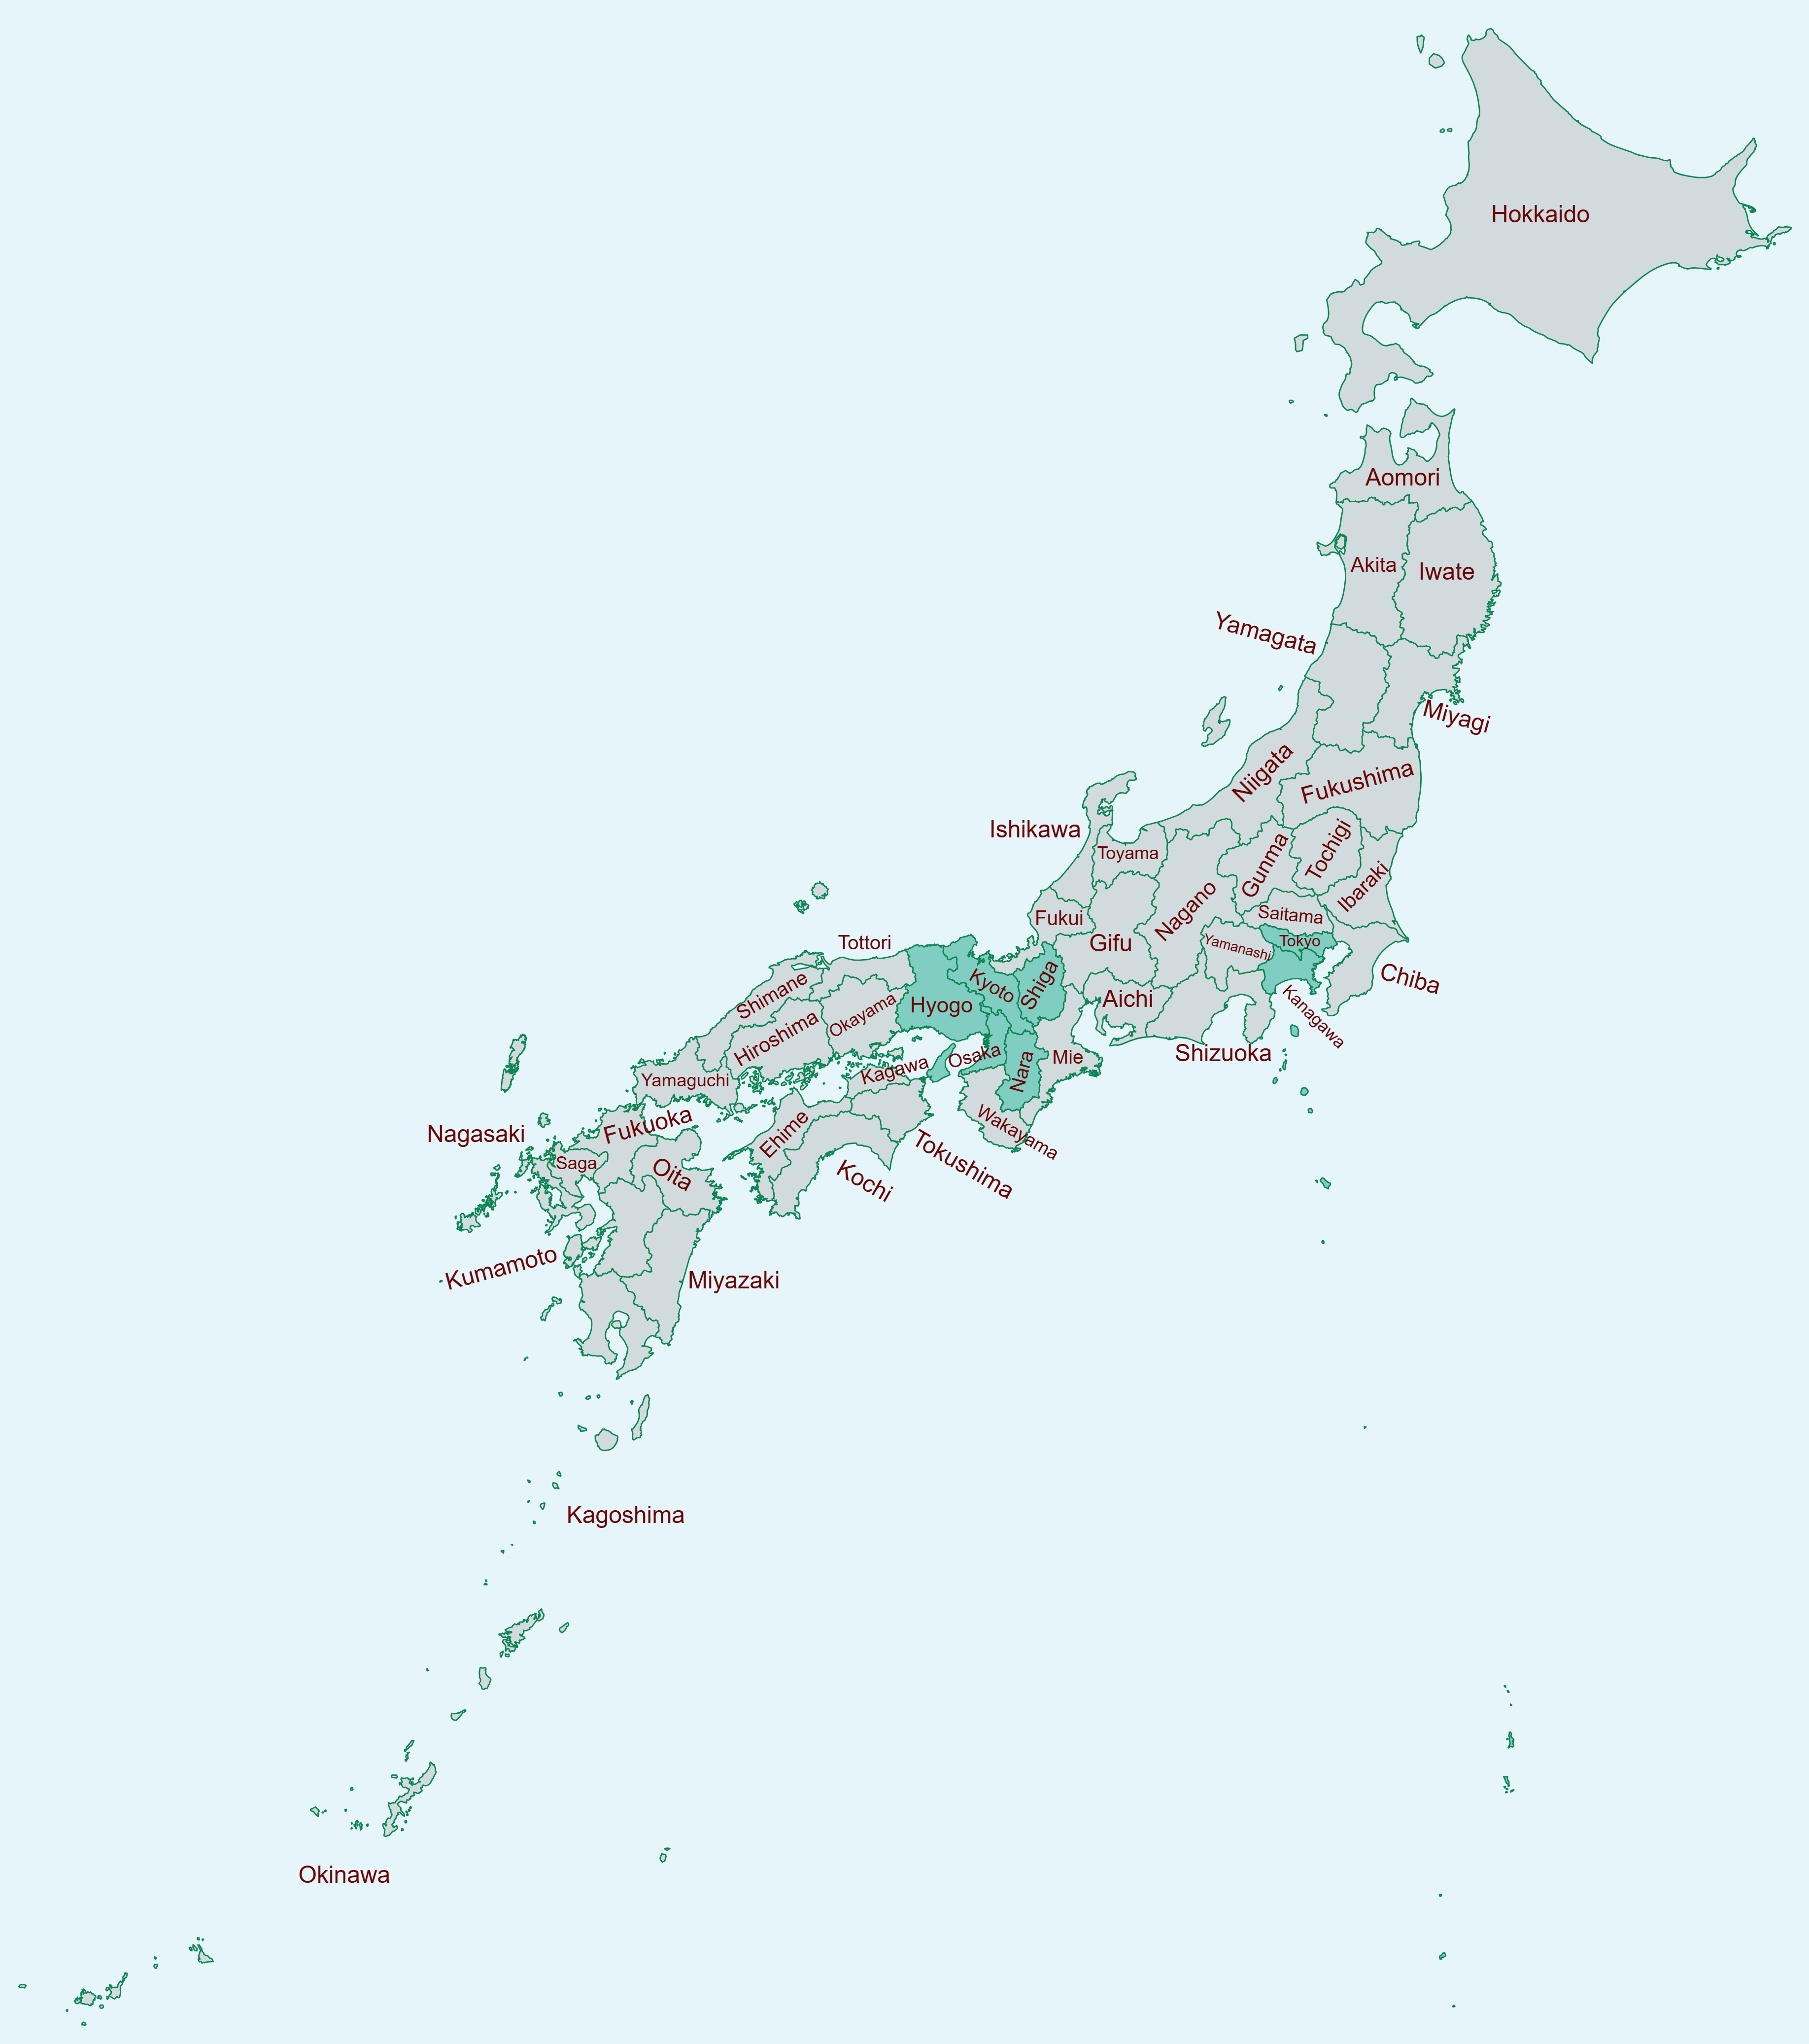 Hokkaido
Aomori
Akita
Iwate
Yamagata
Miyagi
Niigata
Fukushima
Ishikawa
Toyama
Gunma
Tochigi
Ibaraki
Nagano
Saitama
Fukui
Gifu
Yamanashi
Tokyo
Chiba
Tottori
Kyoto
Shiga
Aichi
Kanagawa
Shimane
Hyogo
Okayama
Hiroshima
Shizuoka
Osaka
Mie
Nara
Kagawa
Yamaguchi
Wakayama
Fukuoka
Nagasaki
Ehime
Tokushima
Saga
Oita
Kochi
Kumamoto
Miyazaki
Kagoshima
Okinawa